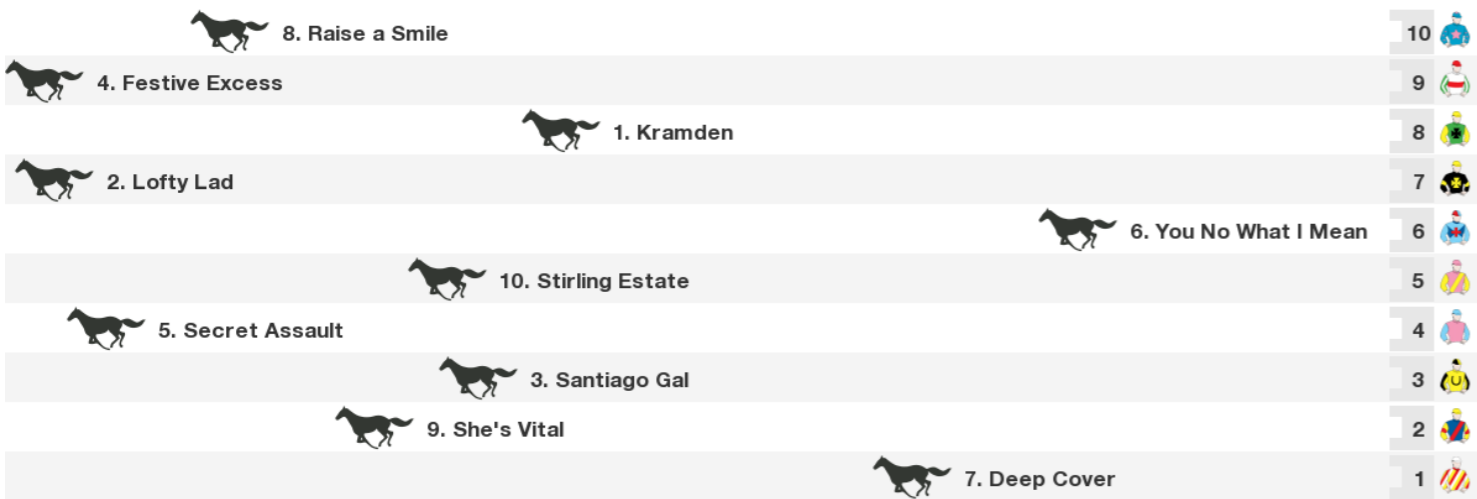 8. Raise a Smile 10
4. Festive Excess 9
1. Kramden 8
2. Lofty Lad 7
6. You No What I Mean 6
10. Stirling Estate 5
5. Secret Assault 4
3. Santiago Gal 3
9. She's Vital 2
7. Deep Cover 1